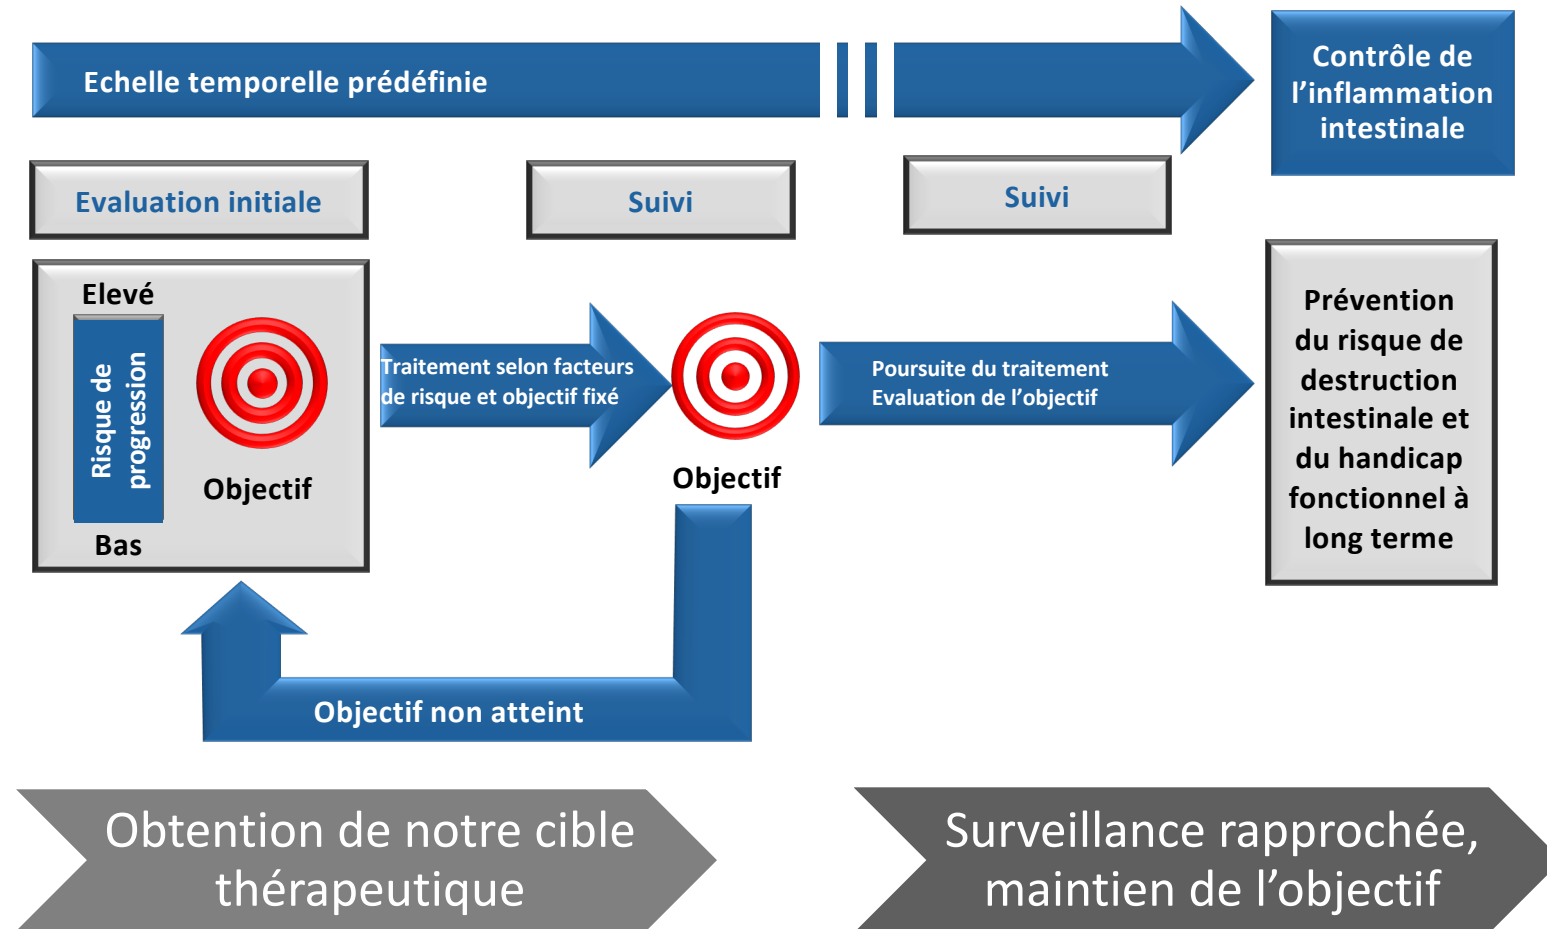 Echelle temporelle prédéfinie
Contrôle de
l’inflammation
intestinale
Evaluation initiale
Suivi
Suivi
Elevé
Risque de
progression
Bas
Objectif
Traitement selon facteurs
de risque et objectif fixé
Objectif
Poursuite du traitement
Evaluation de l’objectif
Prévention
du risque de
destruction
intestinale et
du handicap
fonctionnel à
long terme
Objectif non atteint
Obtention de notre cible
thérapeutique
Surveillance rapprochée,
maintien de l’objectif